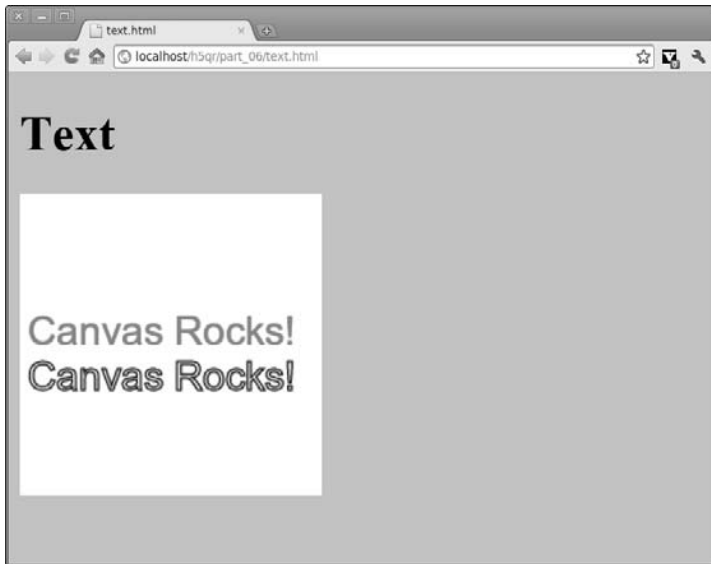 text.html
localhost/h5qr/part_06/text.html
Text
Canvas Rocks!
Canvas Rocks!